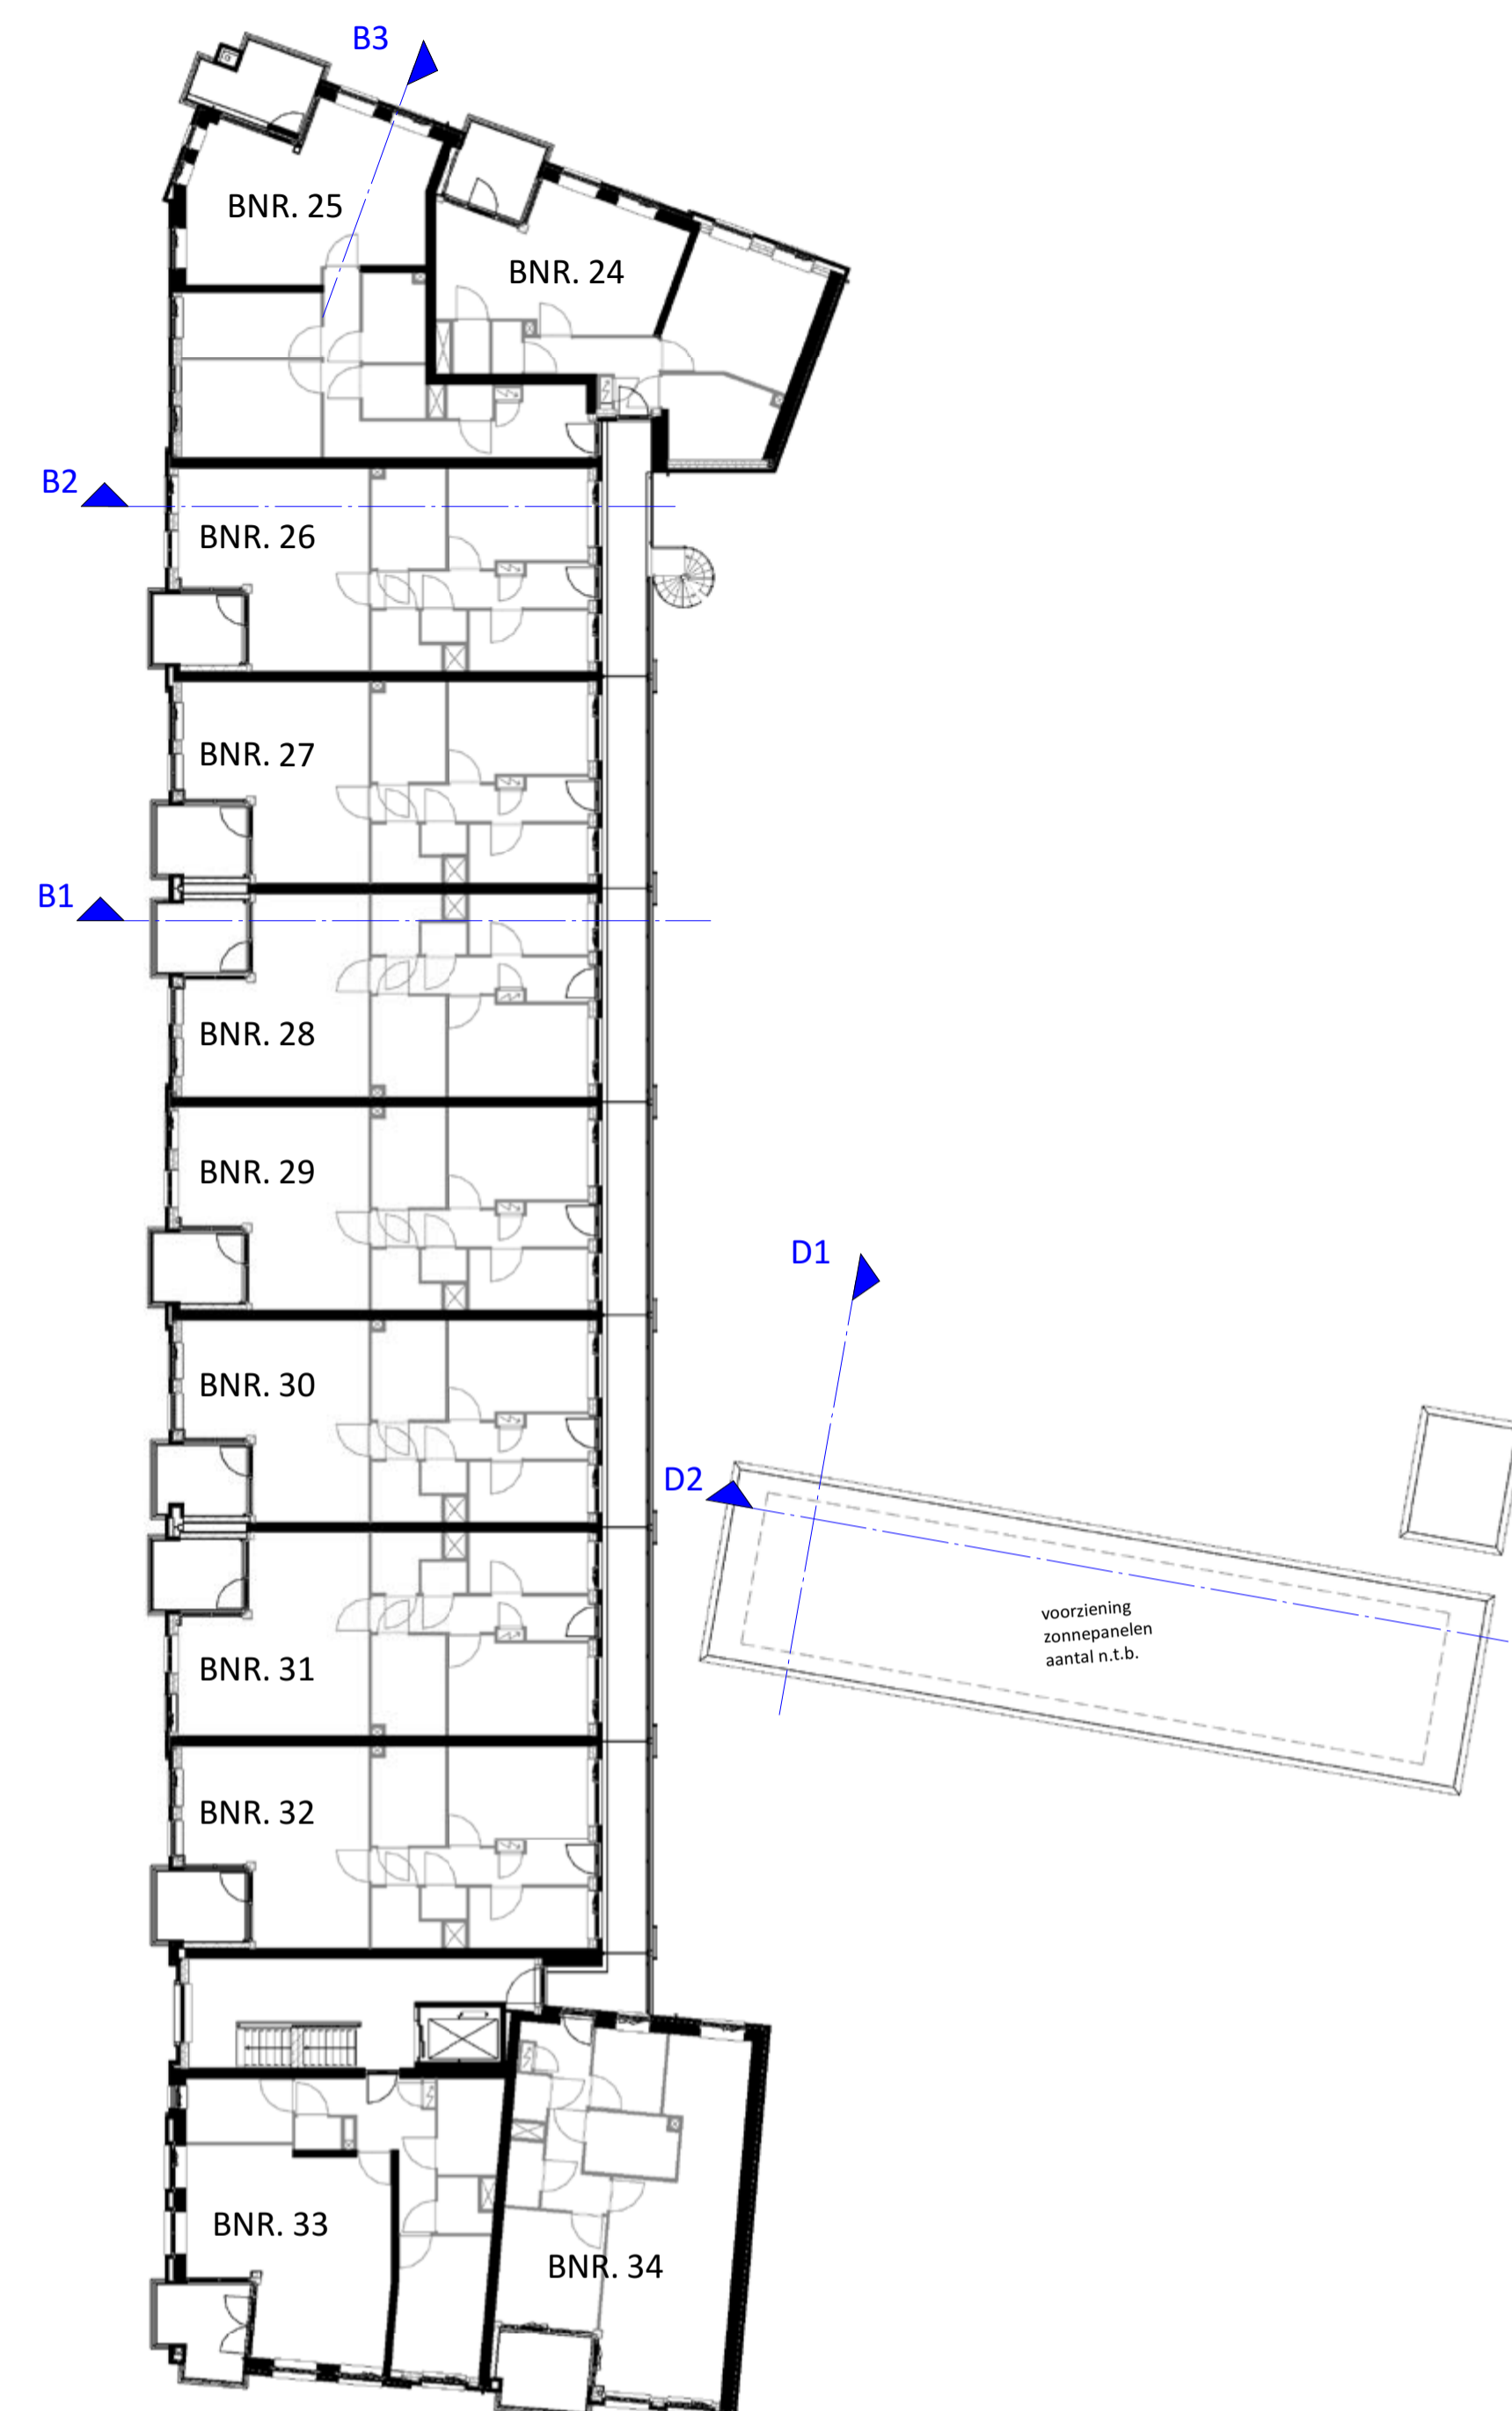 B3
BNR. 25
BNR. 24
B2
BNR. 26
BNR. 27
B1
BNR. 28
BNR. 29
D1
BNR. 30
D2
voorziening
zonnepanelen
aantal n.t.b.
BNR. 31
BNR. 32
BNR. 33
BNR. 34